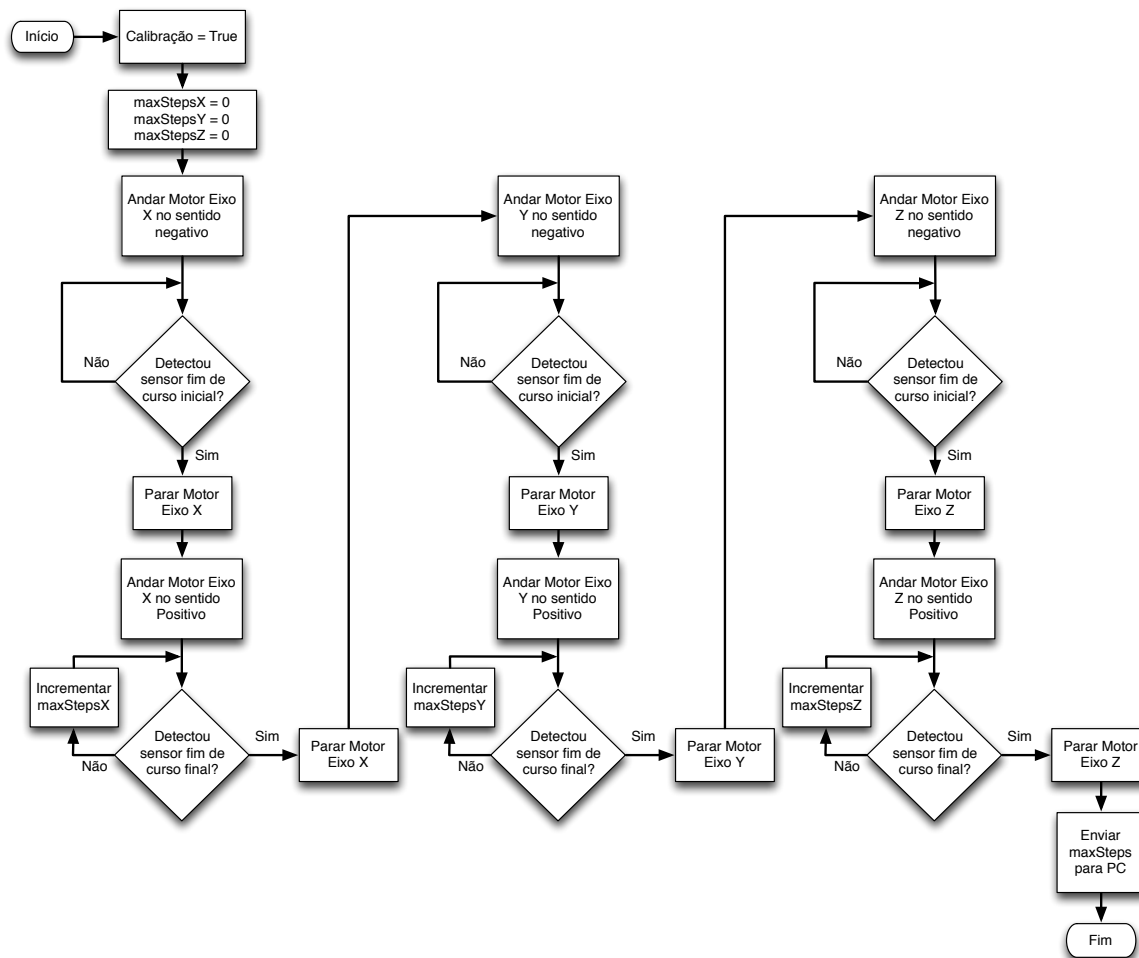 Início
Calibração = True
maxStepsX = 0
maxStepsY = 0
maxStepsZ = 0
Andar Motor Eixo
X no sentido
negativo
Não
Detectou
sensor fim de
curso inicial?
Sim
Parar Motor
Eixo X
Andar Motor Eixo
X no sentido
Positivo
Incrementar
maxStepsX
Não
Detectou
sensor fim de
curso final?
Sim
Parar Motor
Eixo X
Andar Motor Eixo
Y no sentido
negativo
Não
Detectou
sensor fim de
curso inicial?
Sim
Parar Motor
Eixo Y
Andar Motor Eixo
Y no sentido
Positivo
Incrementar
maxStepsY
Não
Detectou
sensor fim de
curso final?
Sim
Parar Motor
Eixo Y
Andar Motor Eixo
Z no sentido
negativo
Não
Detectou
sensor fim de
curso inicial?
Sim
Parar Motor
Eixo Z
Andar Motor Eixo
Z no sentido
Positivo
Incrementar
maxStepsZ
Não
Detectou
sensor fim de
curso final?
Sim
Parar Motor
Eixo Z
Enviar
maxSteps
para PC
Fim